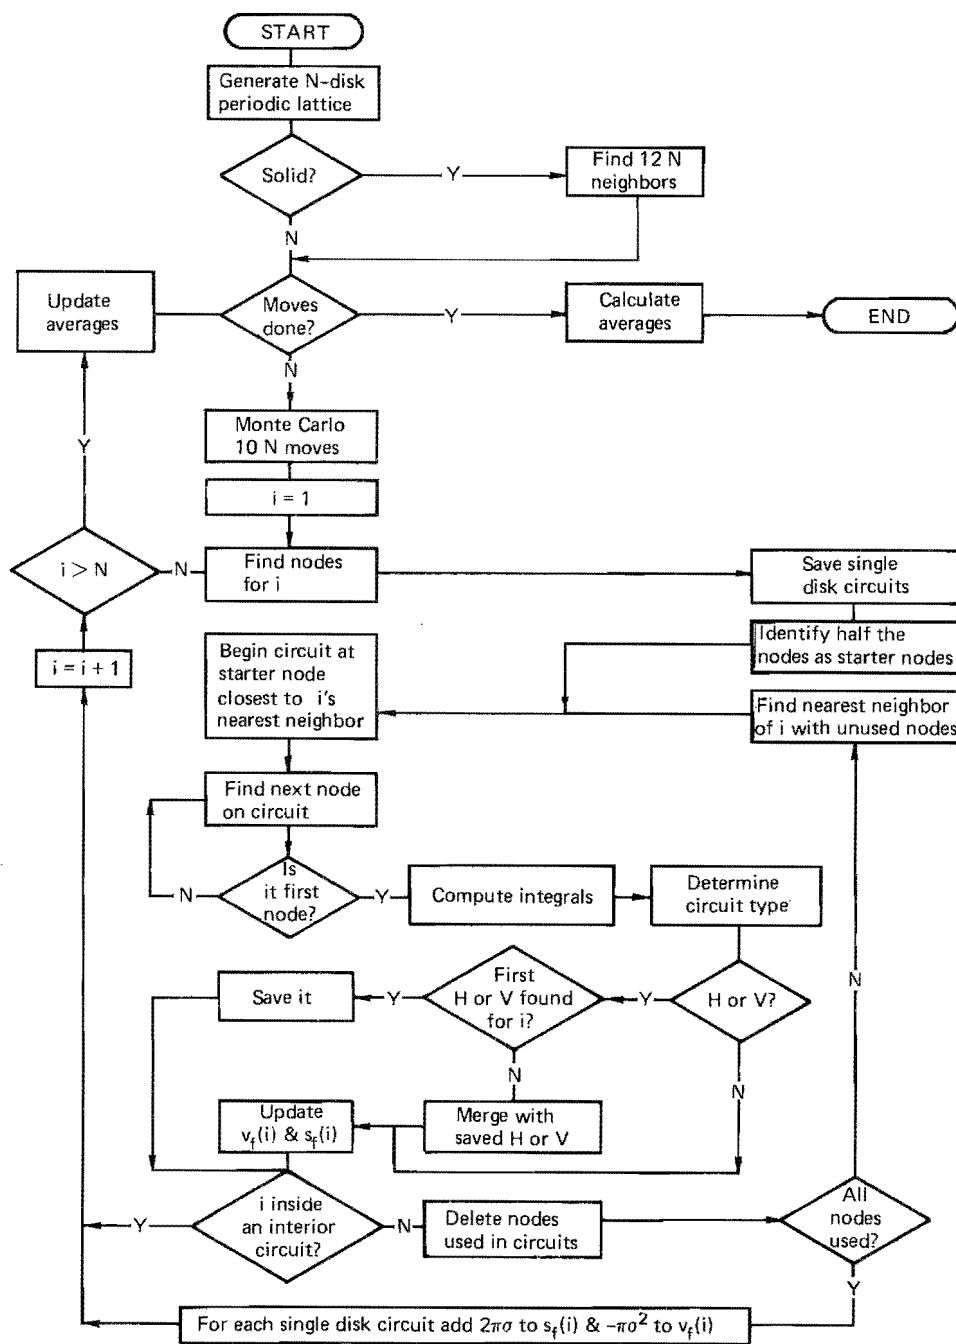 START
Generate N-disk
periodic lattice
Solid?
Y
Find 12 N
neighbors
N
Update
averages
Moves
done?
Y
Calculate
averages
END
N
Monte Carlo
10 N moves
Y
i = 1
i > N
N
Find nodes
for i
Save single
disk circuits
Identify half the
nodes as starter nodes
i = i + 1
Begin circuit at
starter node
closest to i's
nearest neighbor
Find nearest neighbor
of i with unused nodes
Find next node
on circuit
Is
it first
node?
N
Y
Compute integrals
Determine
circuit type
Save it
Y
First
H or V found
for i?
Y
H or V?
N
N
N
Update
v_f(i) & s_f(i)
Merge with
saved H or V
Y
i inside
an interior
circuit?
N
Delete nodes
used in circuits
All
nodes
used?
Y
For each single disk circuit add 2πσ to s_f(i) & -πσ² to v_f(i)